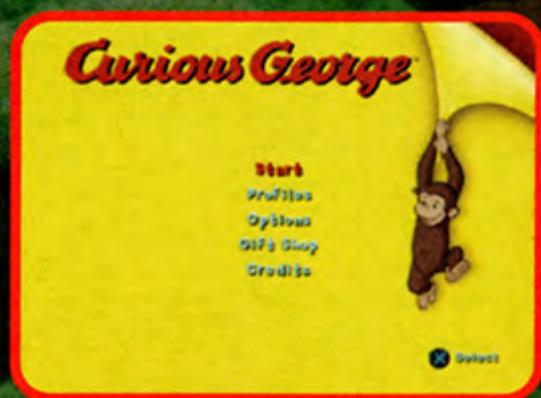 Curious George
Start
Profiles
Options
Gift Shop
Credits
Select